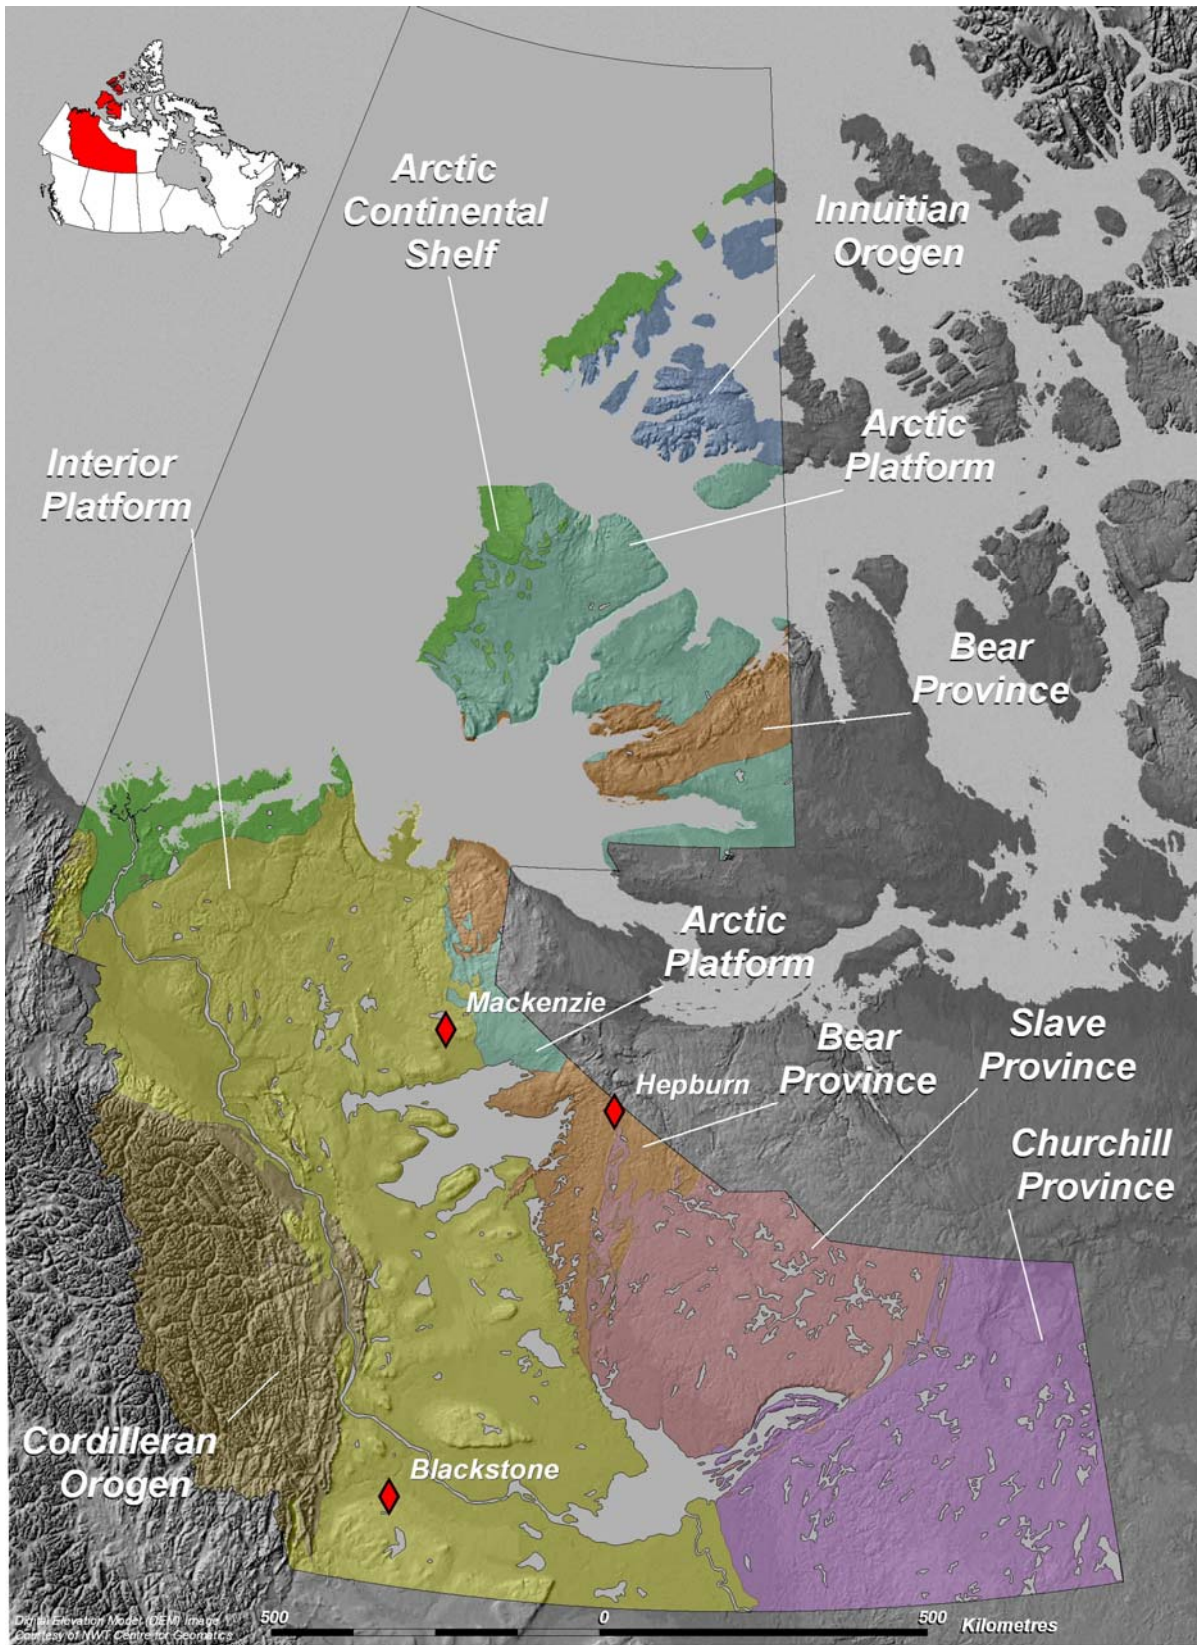 Arctic
Continental
Shelf
Innuitian
Orogen
Arctic
Platform
Interior
Platform
Bear
Province
Arctic
Platform
Mackenzie
Slave
Province
Bear
Province
Hepburn
Churchill
Province
Cordilleran
Orogen
Blackstone
Digital Elevation Model (DEM) Image
Courtesy of NWT Centre for Geomatics
500 0 500 Kilometres